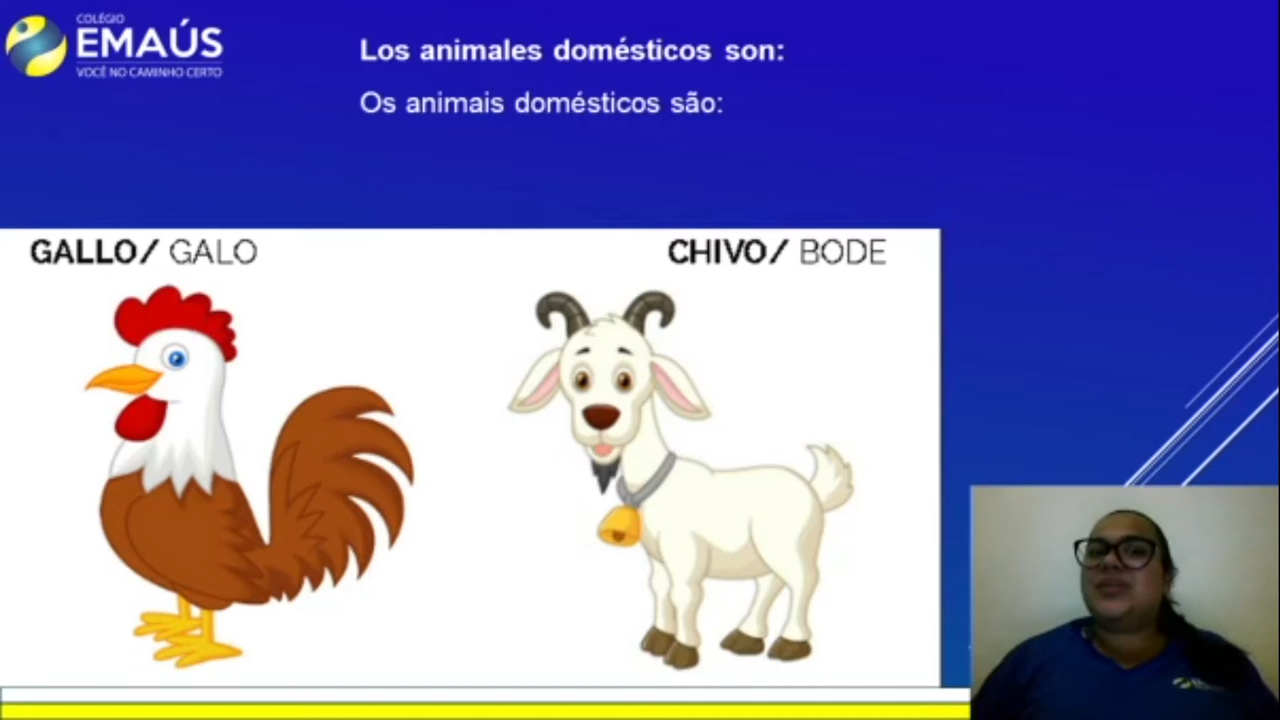 COLÉGIO
EMAÚS
VOCÊ NO CAMINHO CERTO
Los animales domésticos son:
Os animais domésticos são:
GALLO/ GALO
CHIVO/ BODE